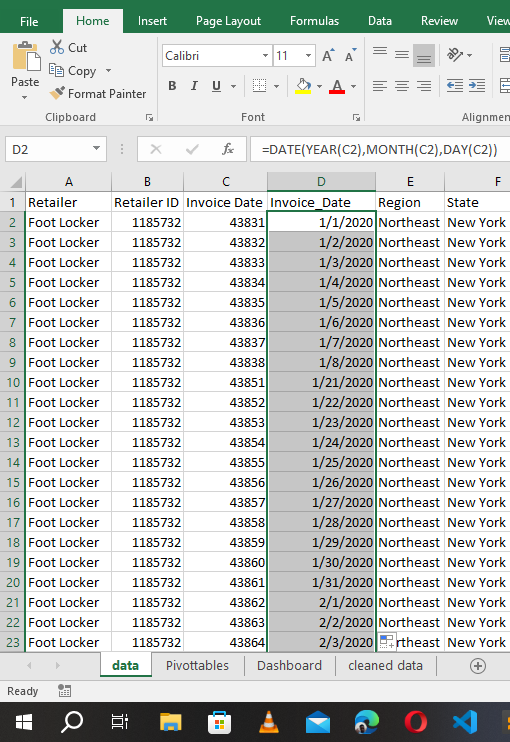 File Home Insert Page Layout Formulas Data Review View
Paste Cut Copy Format Painter
Calibri 11 A A
B I U A
Clipboard Font Alignmen
D2 fx =DATE(YEAR(C2),MONTH(C2),DAY(C2))
A B C D E F
1 Retailer Retailer ID Invoice Date Invoice_Date Region State
2 Foot Locker 1185732 43831 1/1/2020 Northeast New York
3 Foot Locker 1185732 43832 1/2/2020 Northeast New York
4 Foot Locker 1185732 43833 1/3/2020 Northeast New York
5 Foot Locker 1185732 43834 1/4/2020 Northeast New York
6 Foot Locker 1185732 43835 1/5/2020 Northeast New York
7 Foot Locker 1185732 43836 1/6/2020 Northeast New York
8 Foot Locker 1185732 43837 1/7/2020 Northeast New York
9 Foot Locker 1185732 43838 1/8/2020 Northeast New York
10 Foot Locker 1185732 43851 1/21/2020 Northeast New York
11 Foot Locker 1185732 43852 1/22/2020 Northeast New York
12 Foot Locker 1185732 43853 1/23/2020 Northeast New York
13 Foot Locker 1185732 43854 1/24/2020 Northeast New York
14 Foot Locker 1185732 43855 1/25/2020 Northeast New York
15 Foot Locker 1185732 43856 1/26/2020 Northeast New York
16 Foot Locker 1185732 43857 1/27/2020 Northeast New York
17 Foot Locker 1185732 43858 1/28/2020 Northeast New York
18 Foot Locker 1185732 43859 1/29/2020 Northeast New York
19 Foot Locker 1185732 43860 1/30/2020 Northeast New York
20 Foot Locker 1185732 43861 1/31/2020 Northeast New York
21 Foot Locker 1185732 43862 2/1/2020 Northeast New York
22 Foot Locker 1185732 43863 2/2/2020 Northeast New York
23 Foot Locker 1185732 43864 2/3/2020 rtheast New York
data Pivottables Dashboard cleaned data
Ready